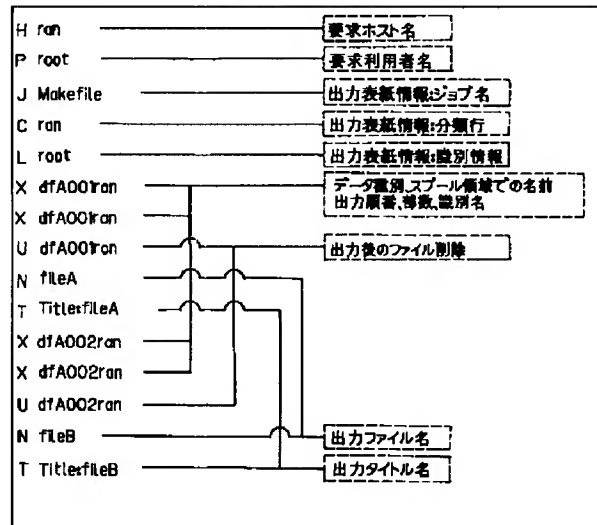 H ran
要求ホスト名
P root
要求利用者名
J Makefile
出力表紙情報:ジョブ名
C ran
出力表紙情報:分類行
L root
出力表紙情報:識別情報
X dfA001ran
データ種別、スプール領域での名前
出力順番、部数、識別名
X dfA001ran
U dfA001ran
出力後のファイル削除
N fileA
T Title:fileA
X dfA002ran
X dfA002ran
U dfA002ran
N fileB
出力ファイル名
T Title:fileB
出力タイトル名